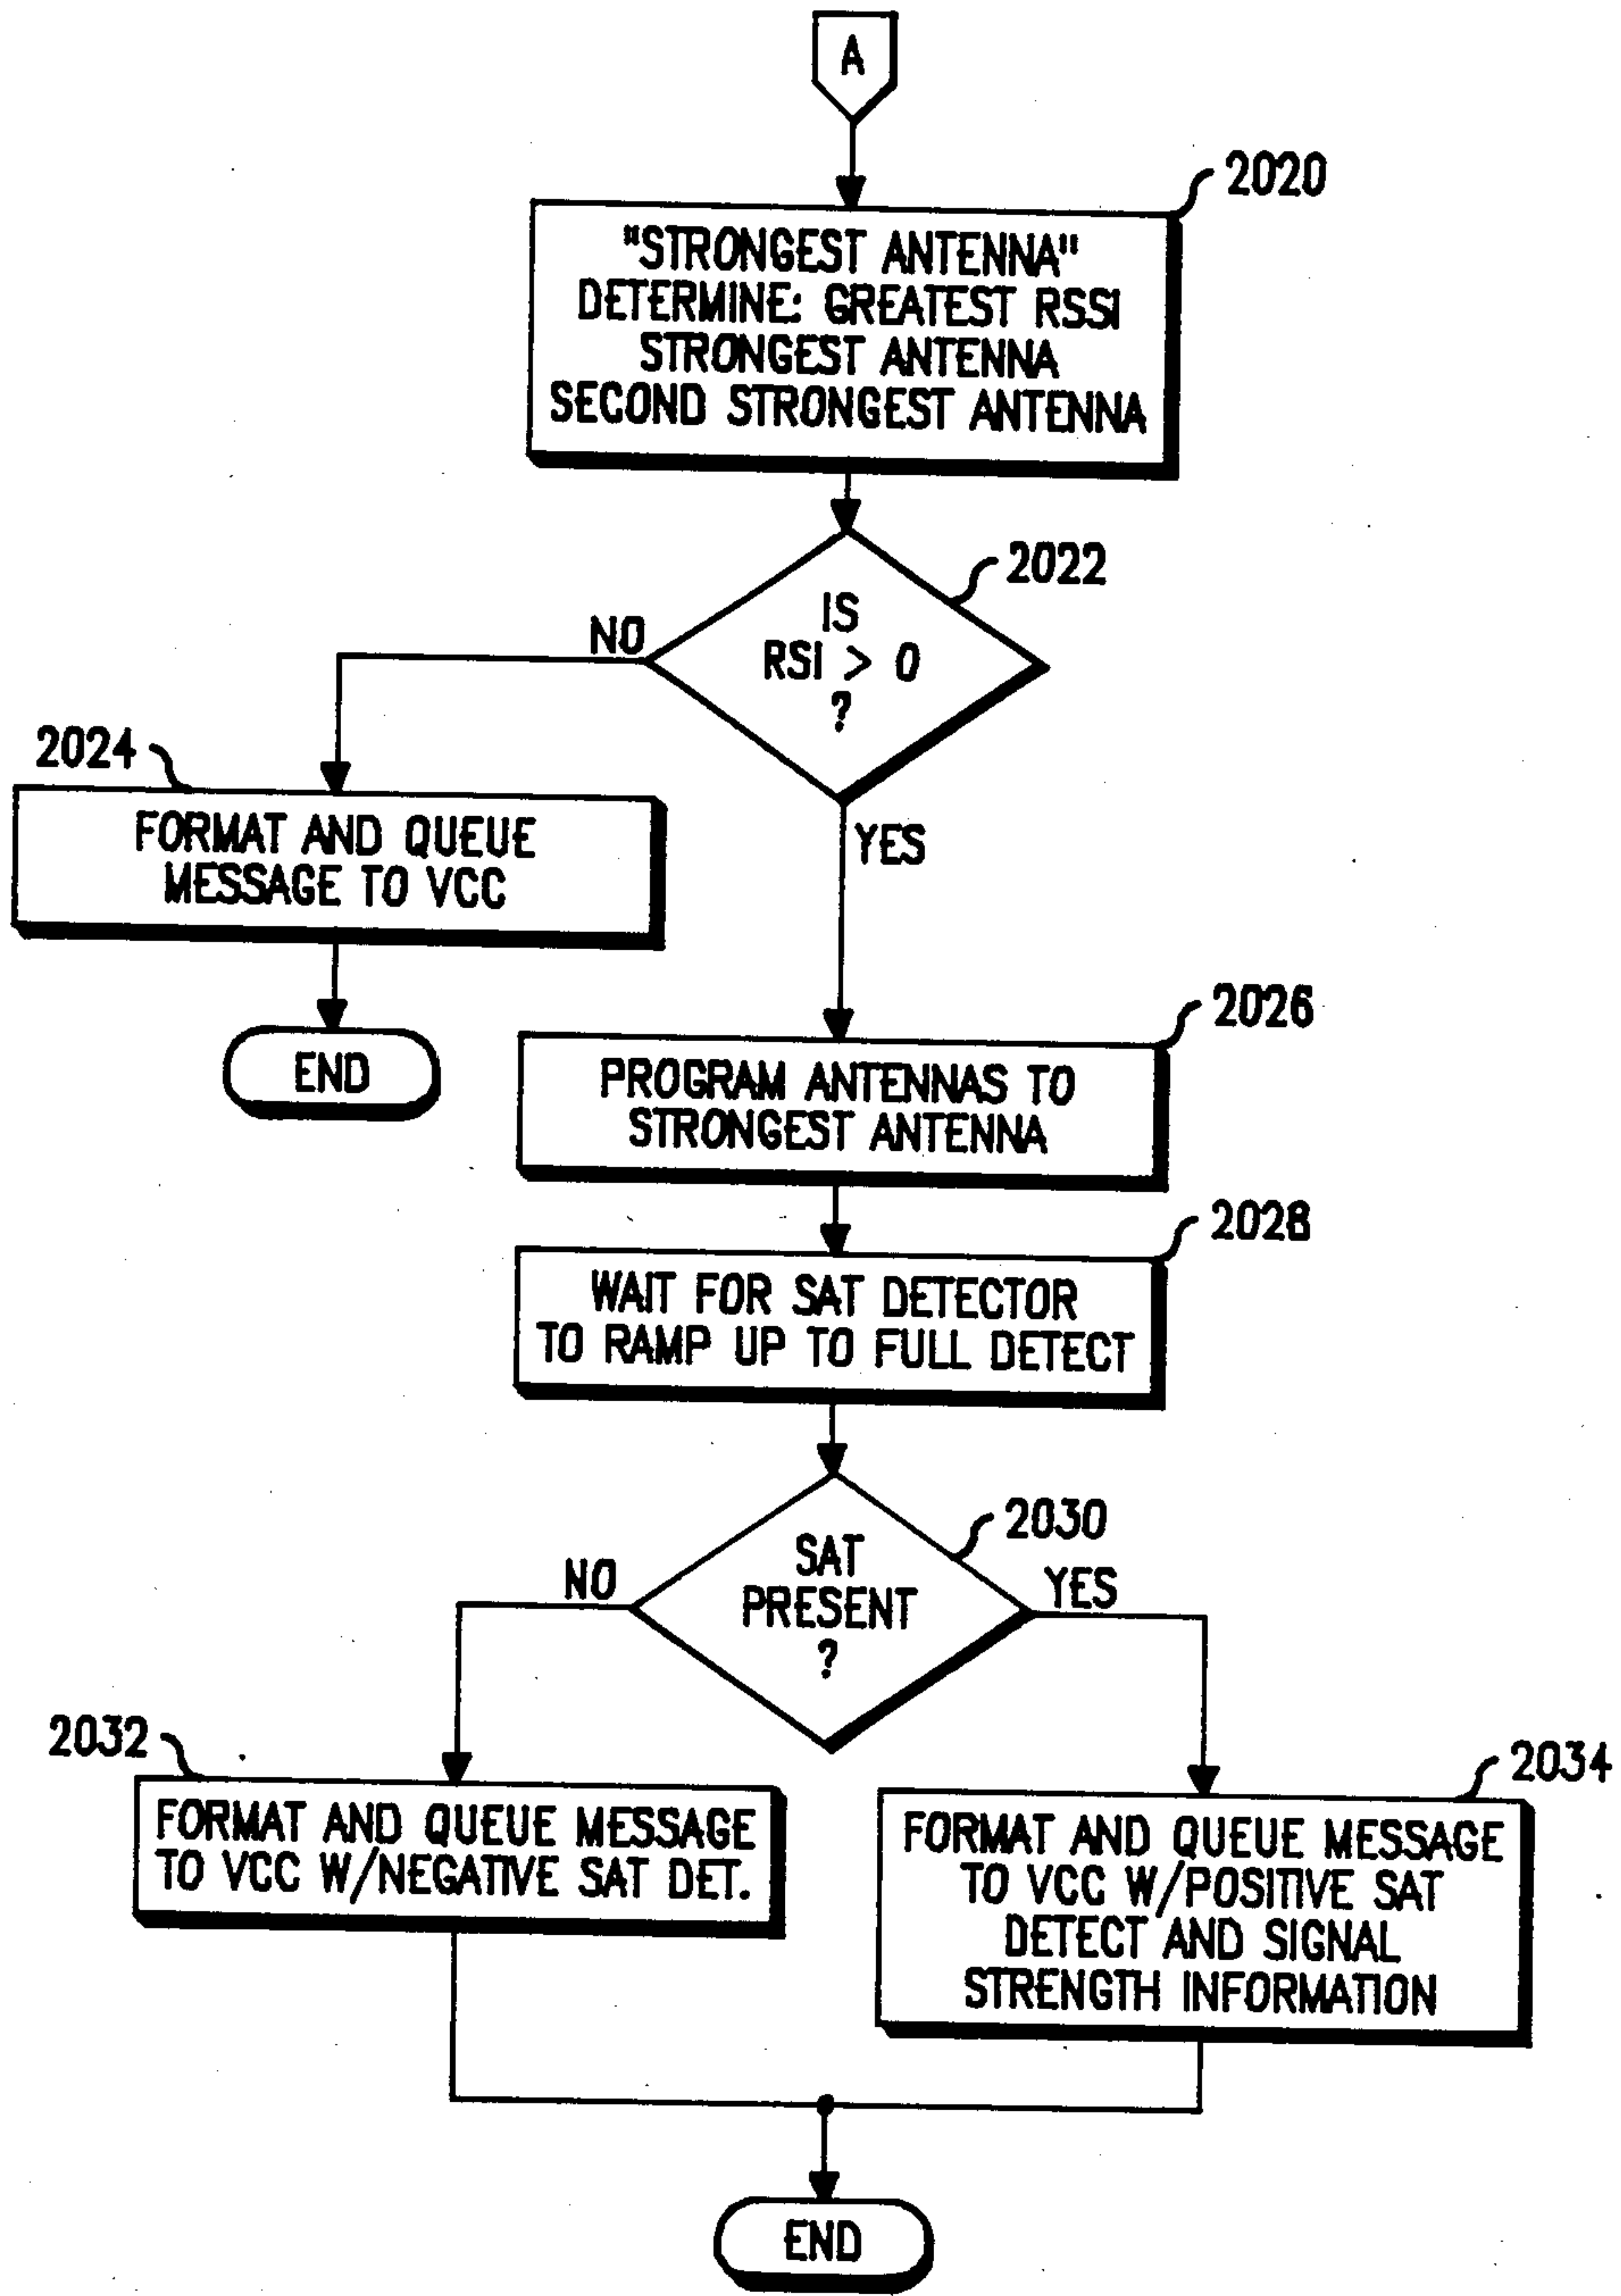 A
2020
"STRONGEST ANTENNA"
DETERMINE: GREATEST RSSI
STRONGEST ANTENNA
SECOND STRONGEST ANTENNA
2022
IS
RSI > 0
?
NO
YES
2024
FORMAT AND QUEUE
MESSAGE TO VCC
END
2026
PROGRAM ANTENNAS TO
STRONGEST ANTENNA
2028
WAIT FOR SAT DETECTOR
TO RAMP UP TO FULL DETECT
2030
SAT
PRESENT
?
NO
YES
2032
FORMAT AND QUEUE MESSAGE
TO VCC W/NEGATIVE SAT DET.
2034
FORMAT AND QUEUE MESSAGE
TO VCC W/POSITIVE SAT
DETECT AND SIGNAL
STRENGTH INFORMATION
END